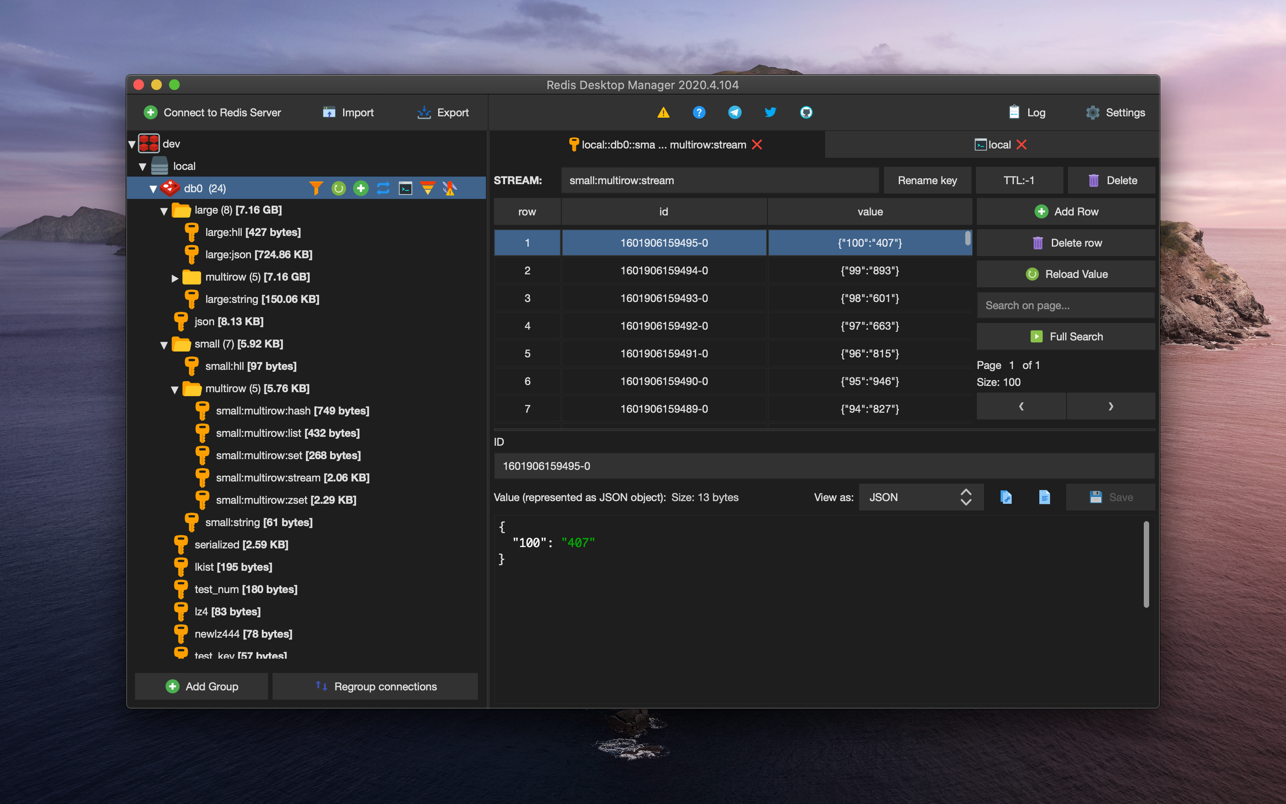 Redis Desktop Manager 2020.4.104
Connect to Redis Server Import Export Log Settings
dev
local
db0 (24)
large (8) [7.16 GB]
large:hll [427 bytes]
large:json [724.86 KB]
multirow (5) [7.16 GB]
large:string [150.06 KB]
json [8.13 KB]
small (7) [5.92 KB]
small:hll [97 bytes]
multirow (5) [5.76 KB]
small:multirow:hash [749 bytes]
small:multirow:list [432 bytes]
small:multirow:set [268 bytes]
small:multirow:stream [2.06 KB]
small:multirow:zset [2.29 KB]
small:string [61 bytes]
serialized [2.59 KB]
lkist [195 bytes]
test_num [180 bytes]
lz4 [83 bytes]
newlz444 [78 bytes]
test_key [57 bytes]
Add Group Regroup connections
local::db0::sma ... multirow:stream local
STREAM: small:multirow:stream Rename key TTL:-1 Delete
row id value
1 1601906159495-0 {"100":"407"}
2 1601906159494-0 {"99":"893"}
3 1601906159493-0 {"98":"601"}
4 1601906159492-0 {"97":"663"}
5 1601906159491-0 {"96":"815"}
6 1601906159490-0 {"95":"946"}
7 1601906159489-0 {"94":"827"}
Add Row
Delete row
Reload Value
Search on page...
Full Search
Page 1 of 1
Size: 100
ID
1601906159495-0
Value (represented as JSON object): Size: 13 bytes View as: JSON Save
{
"100": "407"
}